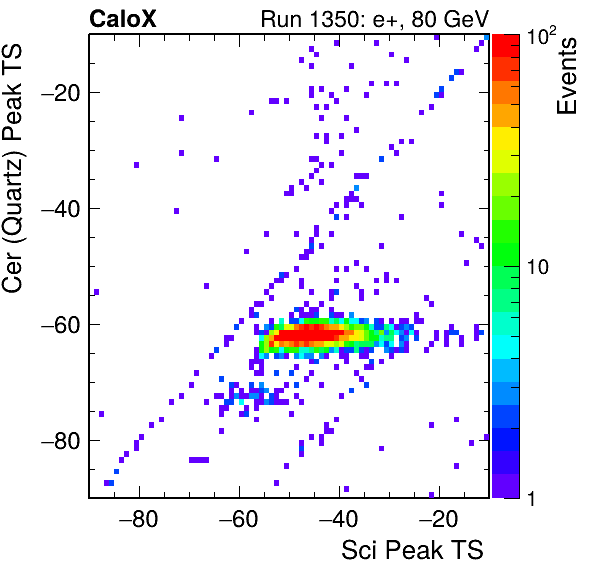 CaloX Run 1350: e+, 80 GeV
Cer (Quartz) Peak TS
−20
−40
−60
−80
−80 −60 −40 −20
Sci Peak TS
10²
10
1
Events